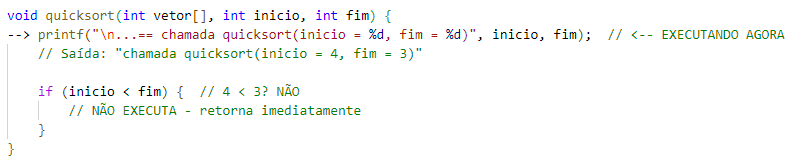 void quicksort(int vetor[], int inicio, int fim) {
--> printf("\n...== chamada quicksort(inicio = %d, fim = %d)", inicio, fim);  // <-- EXECUTANDO AGORA
    // Saída: "chamada quicksort(inicio = 4, fim = 3)"

    if (inicio < fim) {  // 4 < 3? NÃO
        // NÃO EXECUTA - retorna imediatamente
    }
}